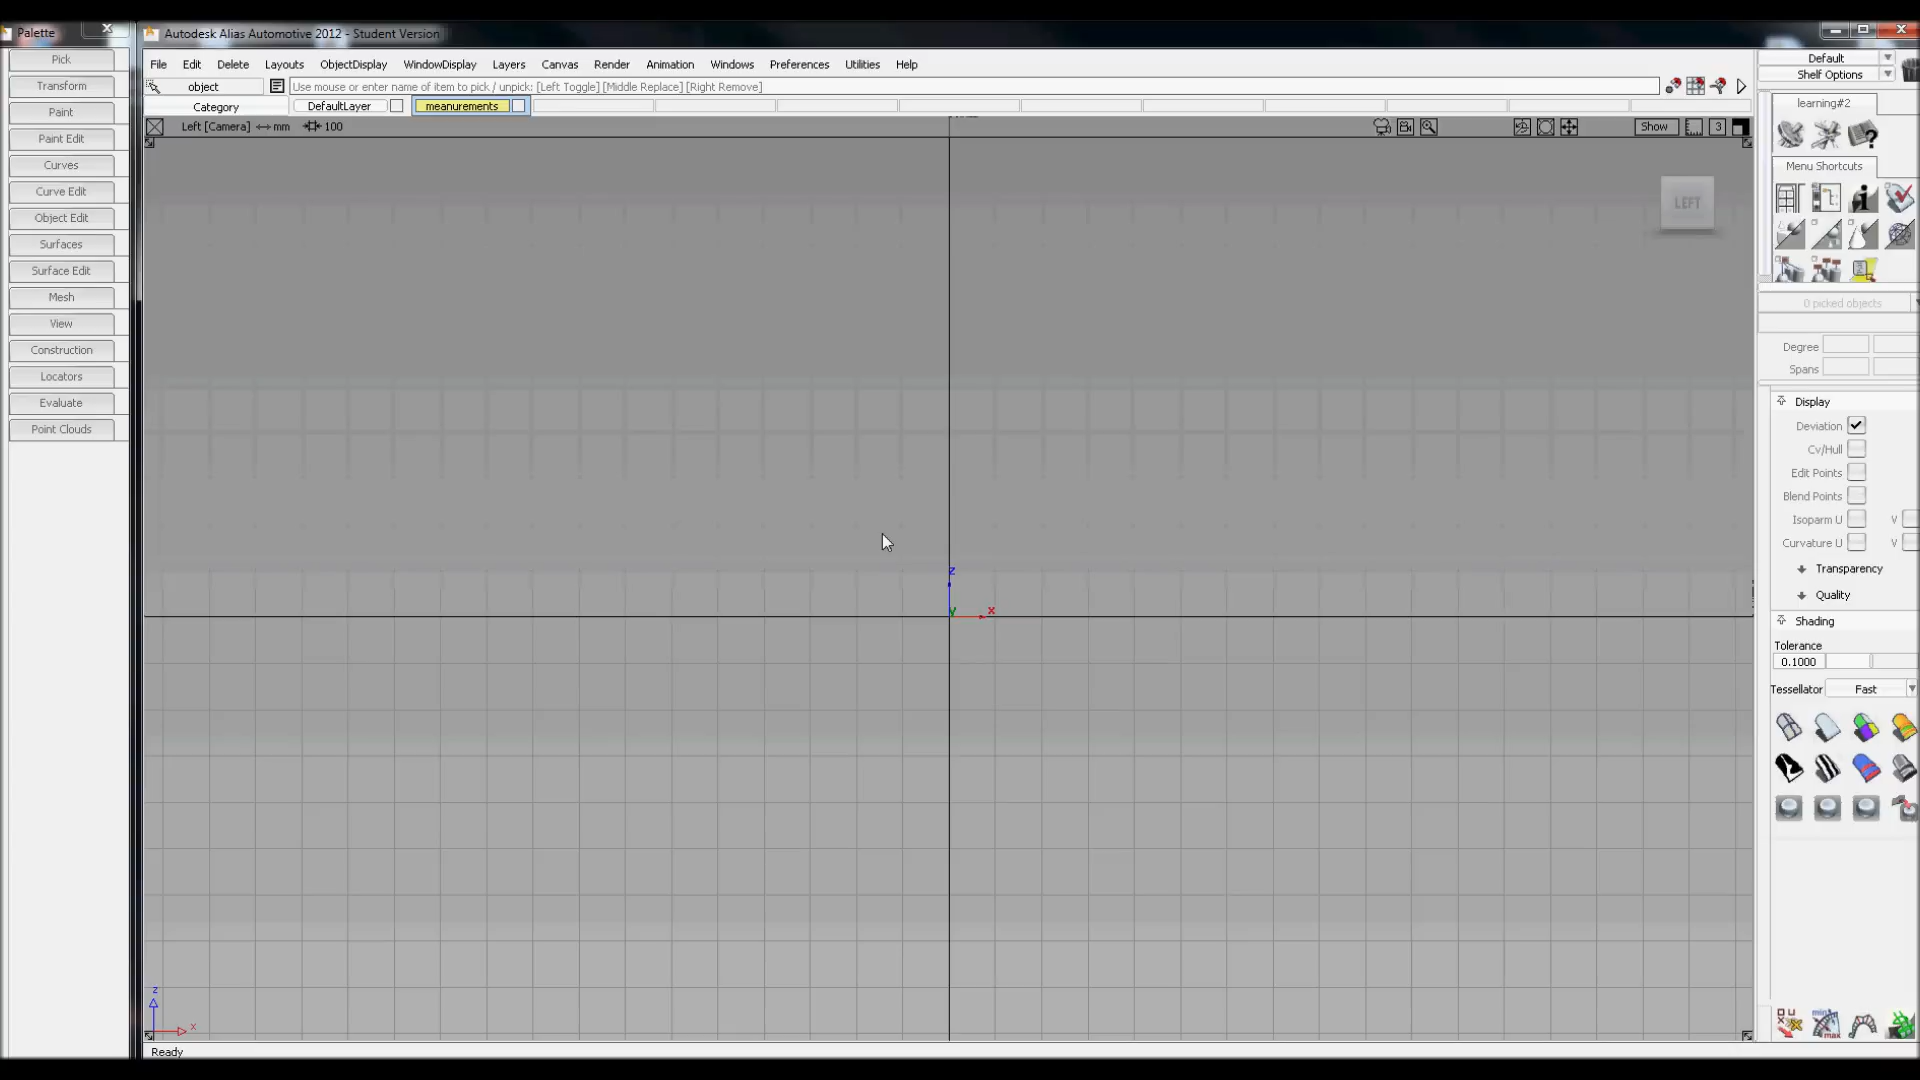 Palette
Autodesk Alias Automotive 2012 - Student Version
File Edit Delete Layouts ObjectDisplay WindowDisplay Layers Canvas Render Animation Windows Preferences Utilities Help
object Use mouse or enter name of item to pick / unpick: [Left Toggle] [Middle Replace] [Right Remove]
Category DefaultLayer meanurements
Left [Camera] mm 100 Show 3
Pick
Transform
Paint
Paint Edit
Curves
Curve Edit
Object Edit
Surfaces
Surface Edit
Mesh
View
Construction
Locators
Evaluate
Point Clouds
LEFT
z
y x
z
x
Ready
Default
Shelf Options
learning#2
Menu Shortcuts
0 picked objects
Degree
Spans
Display
Deviation
Cv/Hull
Edit Points
Blend Points
Isoparm U V
Curvature U V
Transparency
Quality
Shading
Tolerance
0.1000
Tessellator Fast
min
max